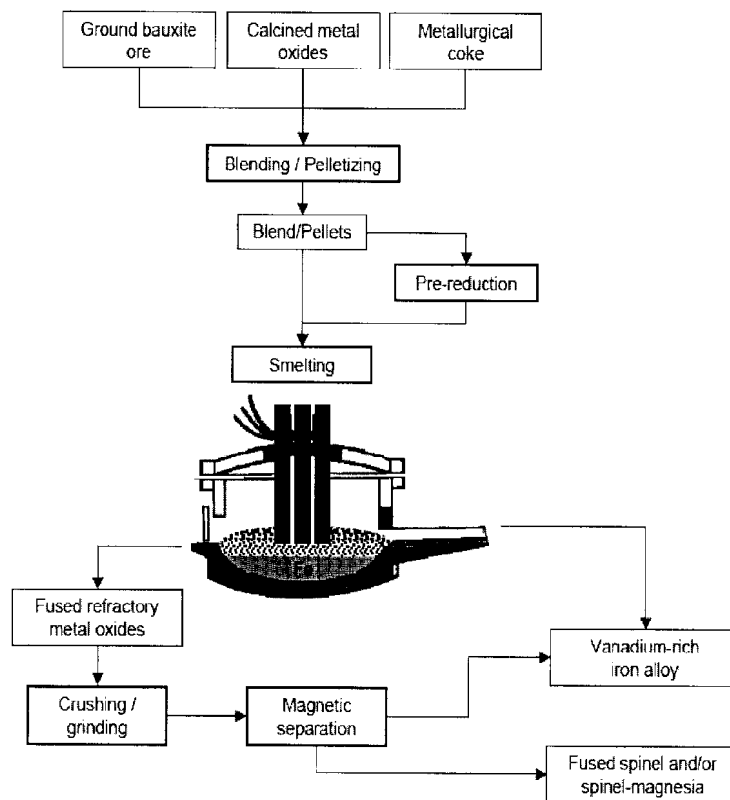 Ground bauxite
ore
Calcined metal
oxides
Metallurgical
coke
Blending / Pelletizing
Blend/Pellets
Pre-reduction
Smelting
Fe
Fused refractory
metal oxides
Vanadium-rich
iron alloy
Crushing /
grinding
Magnetic
separation
Fused spinel and/or
spinel-magnesia